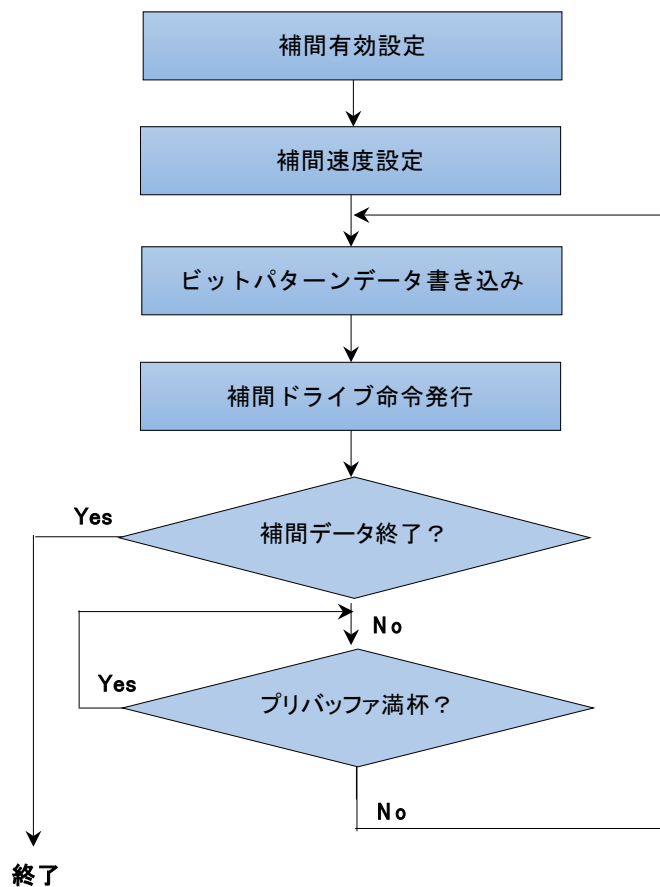 補間有効設定
補間速度設定
ビットパターンデータ書き込み
補間ドライブ命令発行
Yes
補間データ終了？
No
Yes
プリバッファ満杯？
No
終了